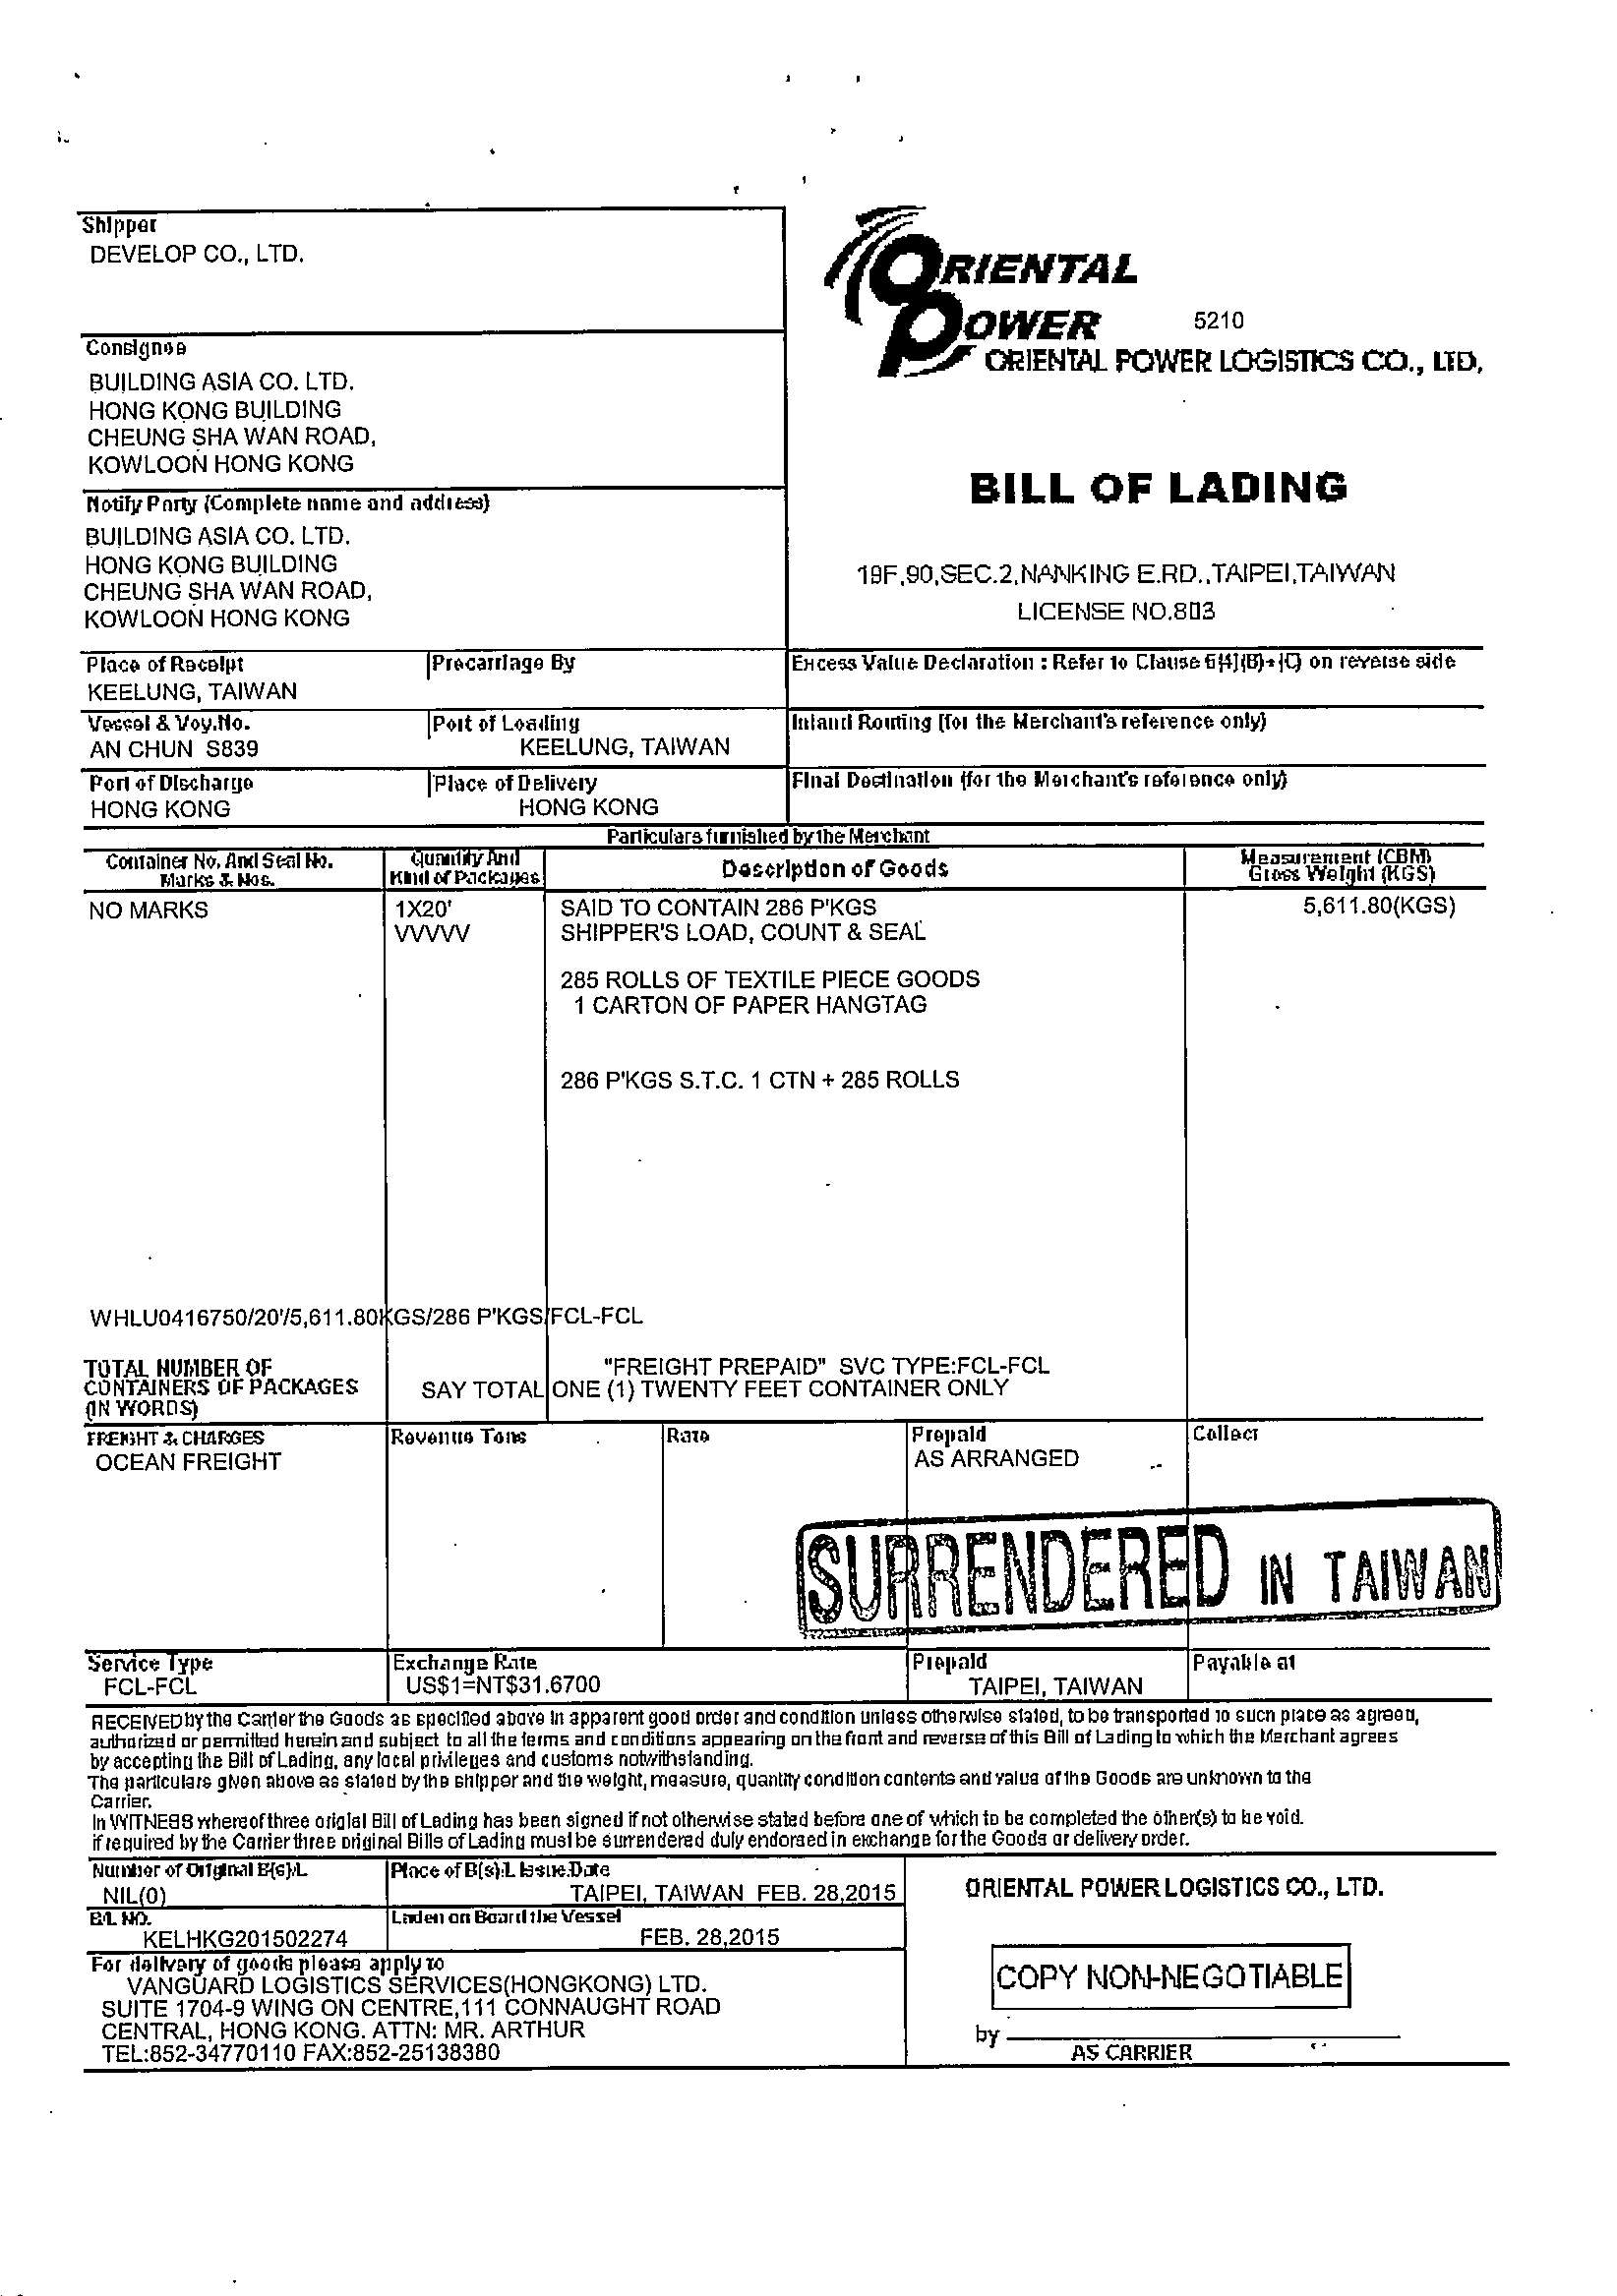 Shipper
DEVELOP CO., LTD.
ORIENTAL
POWER
5210
ORIENTAL POWER LOGISTICS CO., LTD.
Consignee
BUILDING ASIA CO. LTD.
HONG KONG BUILDING
CHEUNG SHA WAN ROAD,
KOWLOON HONG KONG
BILL OF LADING
Notify Party (Complete name and address)
BUILDING ASIA CO. LTD.
HONG KONG BUILDING
CHEUNG SHA WAN ROAD,
KOWLOON HONG KONG
19F,90,SEC.2,NANKING E.RD.,TAIPEI,TAIWAN
LICENSE NO.803
Place of Receipt
KEELUNG, TAIWAN
Precarriage By
Excess Value Declaration : Refer to Clause 6(4)(B)+(C) on reverse side
Vessel & Voy.No.
AN CHUN S839
Port of Loading
KEELUNG, TAIWAN
Inland Routing (for the Merchant's reference only)
Port of Discharge
HONG KONG
Place of Delivery
HONG KONG
Final Destination (for the Merchant's reference only)
Particulars furnished by the Merchant
Container No. And Seal No.
Marks & Nos.
Quantity And
Kind of Packages
Description of Goods
Measurement (CBM)
Gross Weight (KGS)
NO MARKS
1X20'
VVVVV
SAID TO CONTAIN 286 P'KGS
SHIPPER'S LOAD, COUNT & SEAL
5,611.80(KGS)
285 ROLLS OF TEXTILE PIECE GOODS
1 CARTON OF PAPER HANGTAG
286 P'KGS S.T.C. 1 CTN + 285 ROLLS
WHLU0416750/20'/5,611.80KGS/286 P'KGS/FCL-FCL
TOTAL NUMBER OF
CONTAINERS OF PACKAGES
(IN WORDS)
"FREIGHT PREPAID" SVC TYPE:FCL-FCL
SAY TOTAL ONE (1) TWENTY FEET CONTAINER ONLY
FREIGHT & CHARGES
OCEAN FREIGHT
Revenue Tons
Rate
Prepaid
AS ARRANGED
Collect
SURRENDERED IN TAIWAN
Service Type
FCL-FCL
Exchange Rate
US$1=NT$31.6700
Prepaid
TAIPEI, TAIWAN
Payable at
RECEIVED by the Carrier the Goods as specified above in apparent good order and condition unless otherwise stated, to be transported to such place as agreed,
authorized or permitted herein and subject to all the terms and conditions appearing on the front and reverse of this Bill of Lading to which the Merchant agrees
by accepting the Bill of Lading, any local privileges and customs notwithstanding.
The particulars given above as stated by the shipper and the weight, measure, quantity condition contents and value of the Goods are unknown to the
Carrier.
In WITNESS whereof three origial Bill of Lading has been signed if not otherwise stated before one of which to be completed the other(s) to be void.
if required by the Carrier three original Bills of Lading must be surrendered duly endorsed in exchange for the Goods or delivery order.
Number of Original B(s)/L
NIL(0)
Place of B(s)/L Issue:Date
TAIPEI, TAIWAN FEB. 28,2015
ORIENTAL POWER LOGISTICS CO., LTD.
B/L NO.
KELHKG201502274
Laden on Board the Vessel
FEB. 28,2015
For delivery of goods please apply to
VANGUARD LOGISTICS SERVICES(HONGKONG) LTD.
SUITE 1704-9 WING ON CENTRE,111 CONNAUGHT ROAD
CENTRAL, HONG KONG. ATTN: MR. ARTHUR
TEL:852-34770110 FAX:852-25138380
COPY NON-NEGOTIABLE
by
AS CARRIER